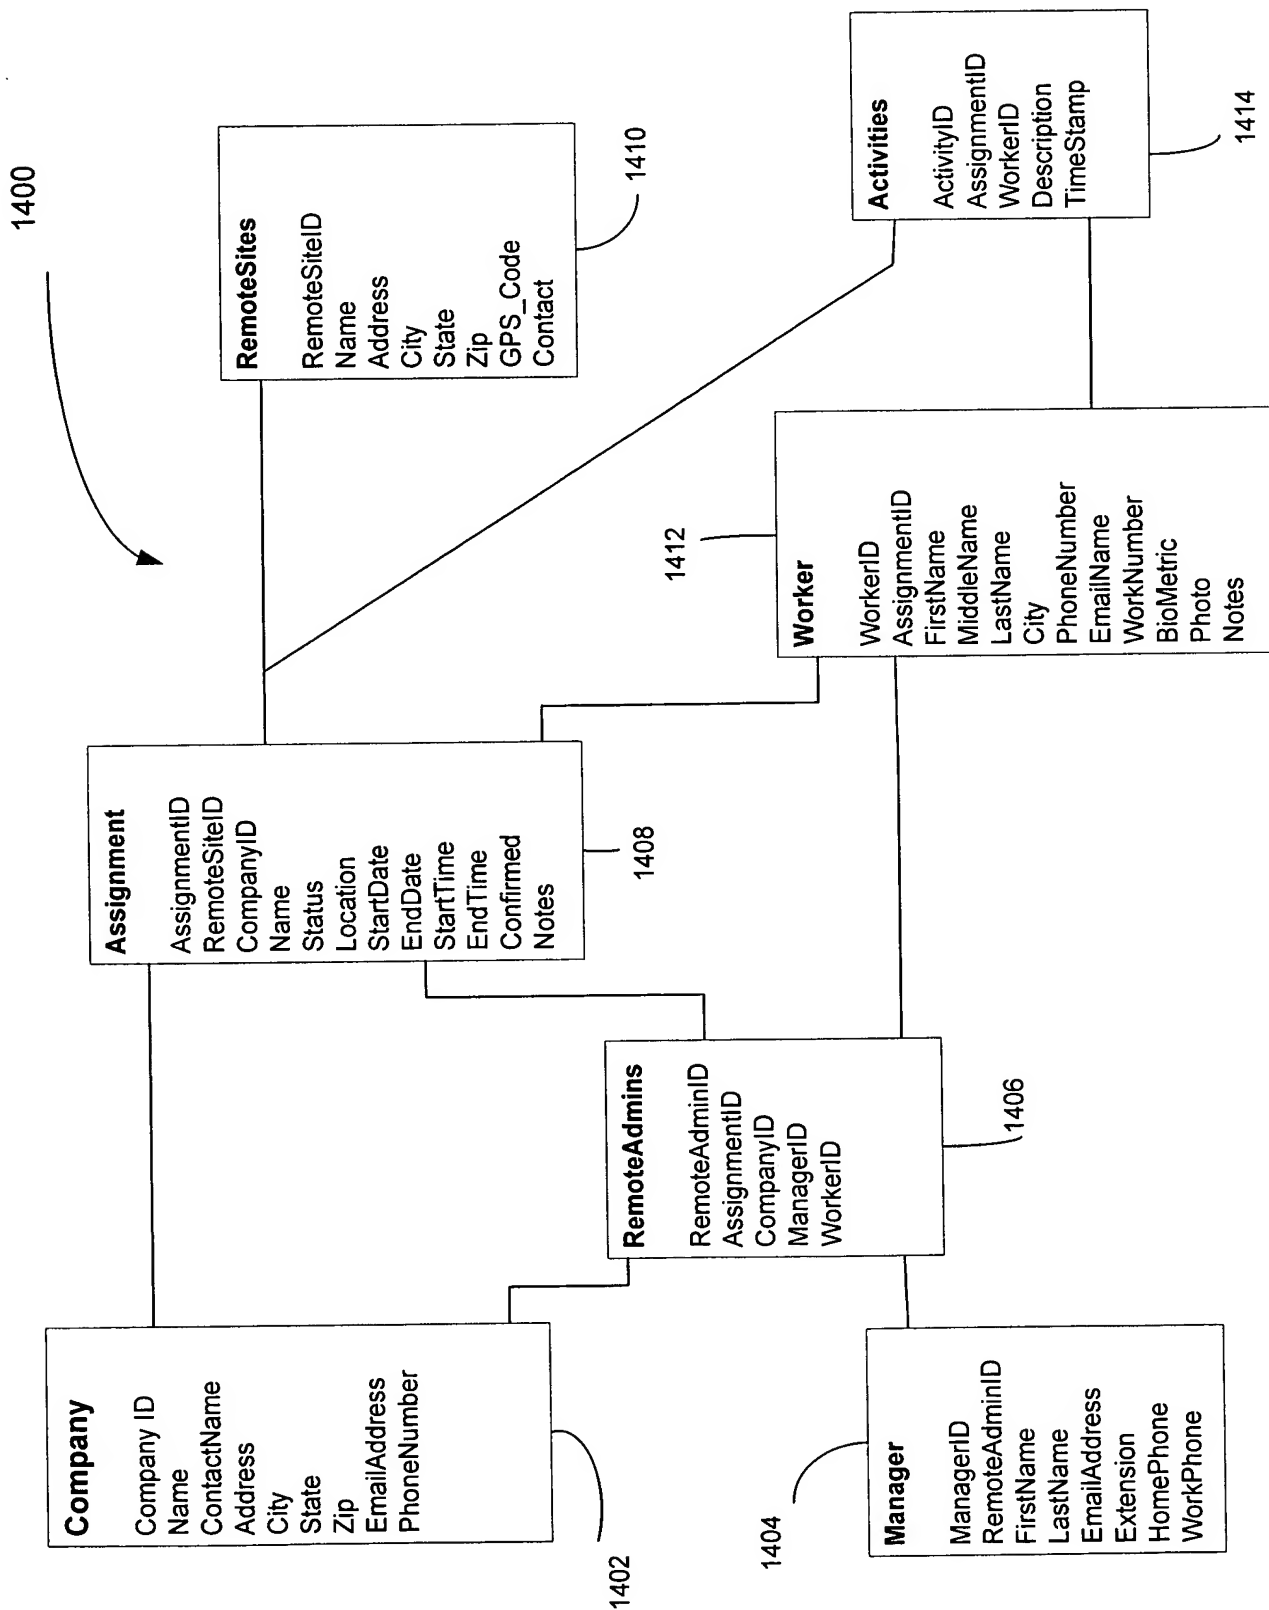 1400
Company
Company ID
Name
ContactName
Address
City
State
Zip
EmailAddress
PhoneNumber
1402
Assignment
AssignmentID
RemoteSiteID
CompanyID
Name
Status
Location
StartDate
EndDate
StartTime
EndTime
Confirmed
Notes
1408
RemoteSites
RemoteSiteID
Name
Address
City
State
Zip
GPS_Code
Contact
1410
RemoteAdmins
RemoteAdminID
AssignmentID
CompanyID
ManagerID
WorkerID
1406
Manager
ManagerID
RemoteAdminID
FirstName
LastName
EmailAddress
Extension
HomePhone
WorkPhone
1404
Worker
WorkerID
AssignmentID
FirstName
MiddleName
LastName
City
PhoneNumber
EmailName
WorkNumber
BioMetric
Photo
Notes
1412
Activities
ActivityID
AssignmentID
WorkerID
Description
TimeStamp
1414